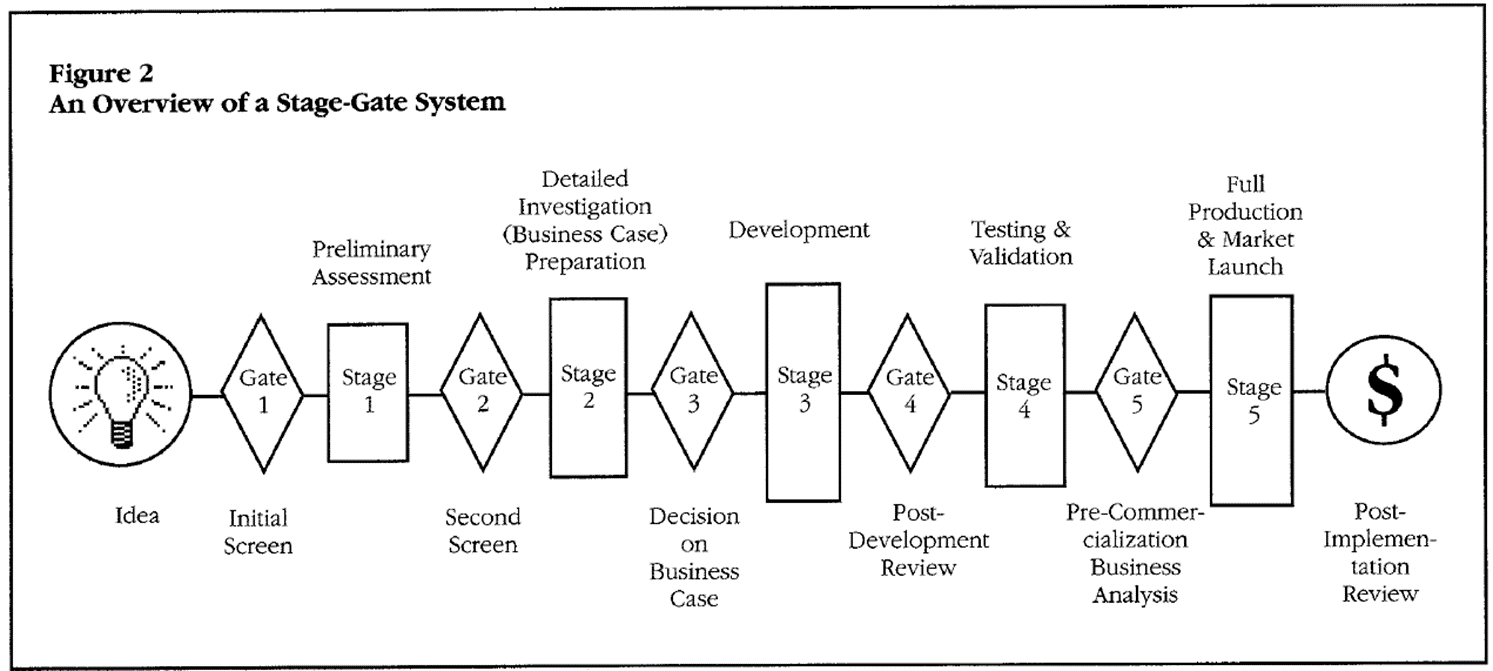 Figure 2
An Overview of a Stage-Gate System
Preliminary
Assessment
Detailed
Investigation
(Business Case)
Preparation
Development
Testing &
Validation
Full
Production
& Market
Launch
Gate
1
Stage
1
Gate
2
Stage
2
Gate
3
Stage
3
Gate
4
Stage
4
Gate
5
Stage
5
$
Idea
Initial
Screen
Second
Screen
Decision
on
Business
Case
Post-
Development
Review
Pre-Commer-
cialization
Business
Analysis
Post-
Implemen-
tation
Review